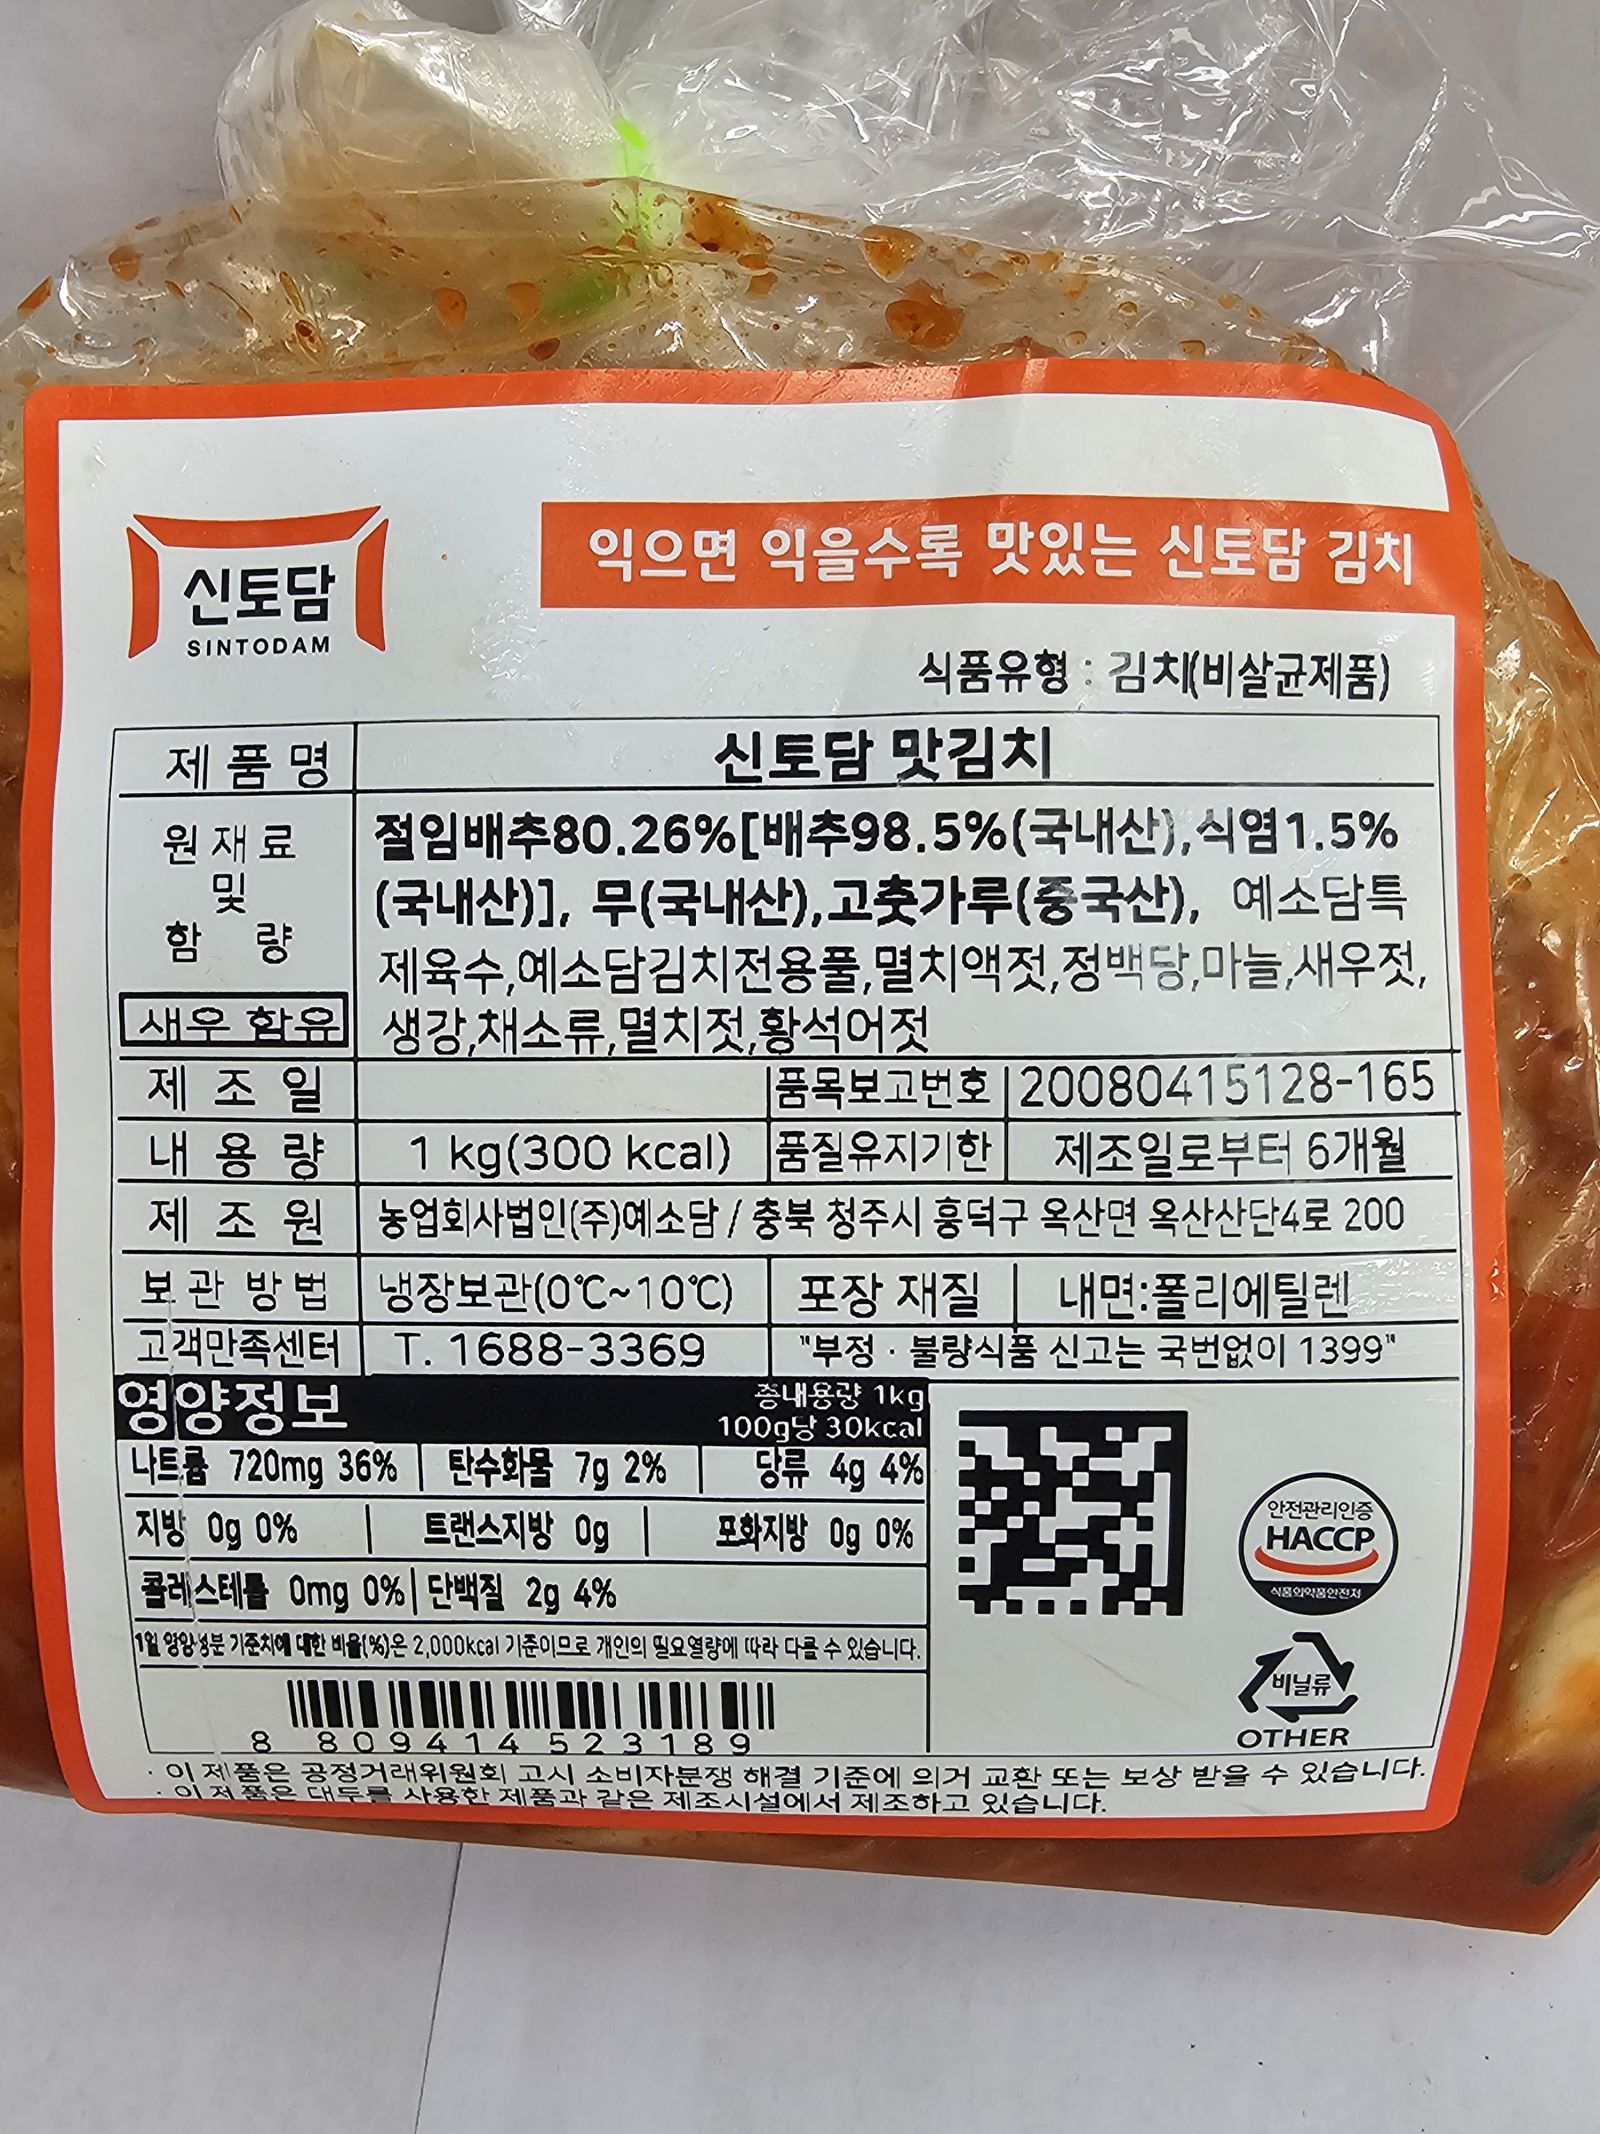 신토담
SINTODAM
익으면 익을수록 맛있는 신토담 김치
식품유형 : 김치(비살균제품)
제품명 신토담 맛김치
원재료 및 함량
절임배추80.26%[배추98.5%(국내산),식염1.5%
(국내산)], 무(국내산),고춧가루(중국산), 예소담특
제육수,예소담김치전용풀,멸치액젓,정백당,마늘,새우젓,
생강,채소류,멸치젓,황석어젓
새우 함유
제 조 일 품목보고번호 20080415128-165
내 용 량 1 kg(300 kcal) 품질유지기한 제조일로부터 6개월
제 조 원 농업회사법인(주)예소담 / 충북 청주시 흥덕구 옥산면 옥산산단4로 200
보관 방법 냉장보관(0℃~10℃) 포장 재질 내면:폴리에틸렌
고객만족센터 T. 1688-3369 "부정 · 불량식품 신고는 국번없이 1399"
영양정보 총내용량 1kg
100g당 30kcal
나트륨 720mg 36% 탄수화물 7g 2% 당류 4g 4%
지방 0g 0% 트랜스지방 0g 포화지방 0g 0%
콜레스테롤 0mg 0% 단백질 2g 4%
1일 영양성분 기준치에 대한 비율(%)은 2,000kcal 기준이므로 개인의 필요열량에 따라 다를 수 있습니다.
안전관리인증
HACCP
식품의약품안전처
비닐류
OTHER
8 809414 523189
· 이 제품은 공정거래위원회 고시 소비자분쟁 해결 기준에 의거 교환 또는 보상 받을 수 있습니다.
· 이 제품은 대두를 사용한 제품과 같은 제조시설에서 제조하고 있습니다.